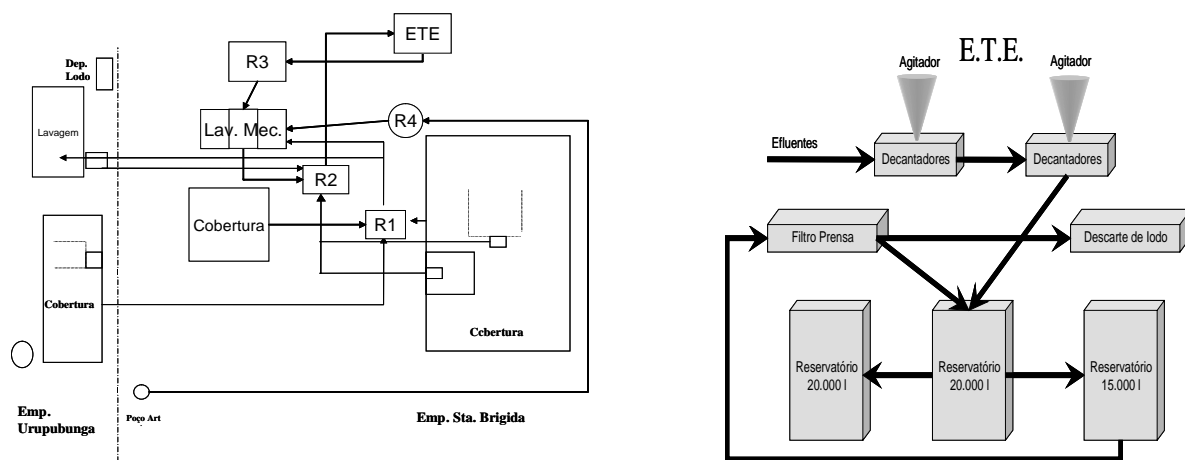 ETE
R3
Dep.
Lodo
Lavagem
Lav. Mec.
R4
R2
Cobertura
R1
Cobertura
Ccbertura
Emp.
Urupubunga
Poço Art
Emp. Sta. Brigida
E.T.E.
Agitador
Agitador
Efluentes
Decantadores
Decantadores
Filtro Prensa
Descarte de lodo
Reservatório
20.000 l
Reservatório
20.000 l
Reservatório
15.000 l